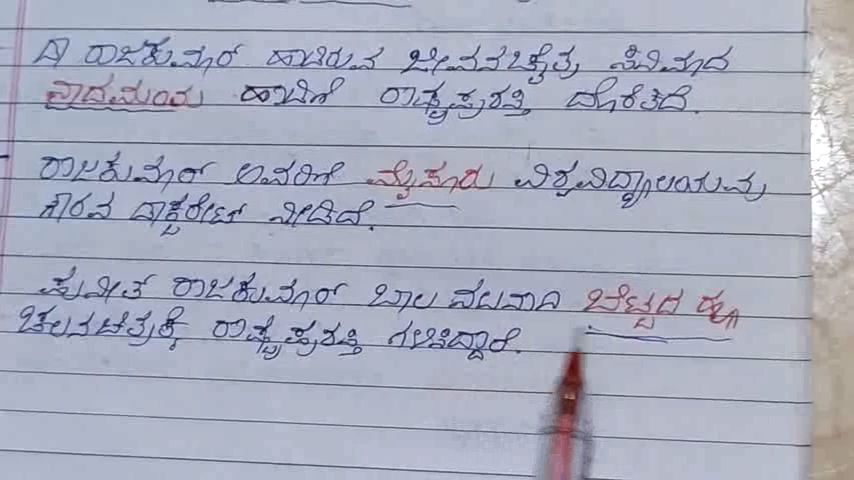 ಡಾ ರಾಜಕುಮಾರ್ ಹಾಡಿರುವ ಜೀವನಚೈತ್ರ ಸಿನಿಮಾದ
ನಾದಮಯ ಹಾಡಿಗೆ ರಾಷ್ಟ್ರಪ್ರಶಸ್ತಿ ದೊರಕಿದೆ.
ರಾಜಕುಮಾರ್ ಅವರಿಗೆ ಮೈಸೂರು ವಿಶ್ವವಿದ್ಯಾಲಯವು
ಗೌರವ ಡಾಕ್ಟರೇಟ್ ನೀಡಿದೆ.
ಪುನೀತ ರಾಜಕುಮಾರ್ ಬಾಲ ನಟನಾಗಿ ಬೆಟ್ಟದ ಹೂ
ಚಲನಚಿತ್ರಕ್ಕೆ ರಾಷ್ಟ್ರಪ್ರಶಸ್ತಿ ಗಳಿಸಿದ್ದಾರೆ.